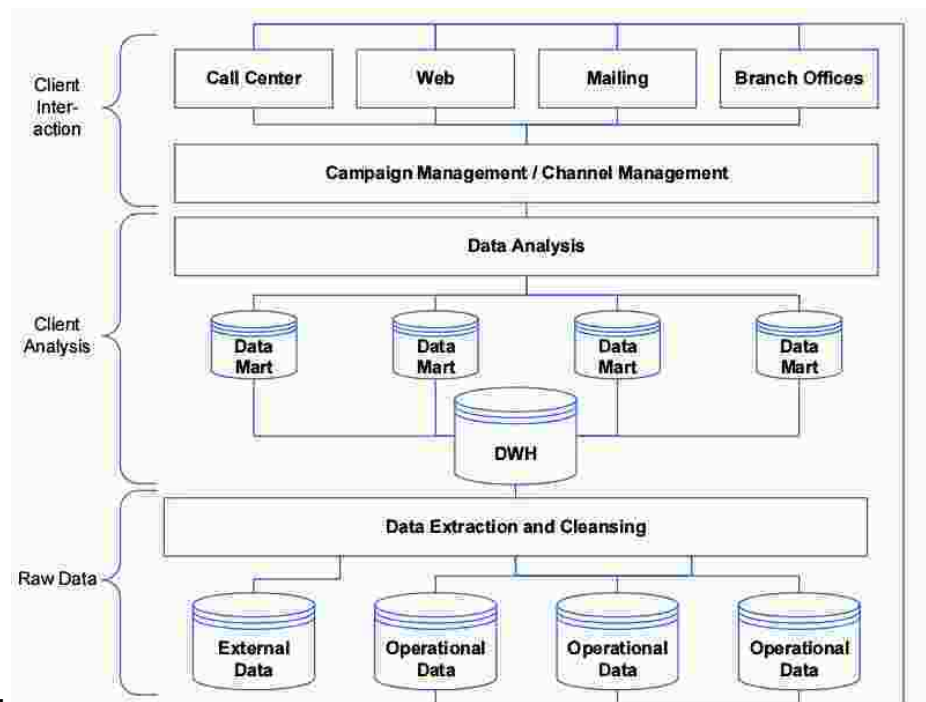 Client
Inter-
action
Call Center
Web
Mailing
Branch Offices
Campaign Management / Channel Management
Client
Analysis
Data Analysis
Data
Mart
Data
Mart
Data
Mart
Data
Mart
DWH
Raw Data
Data Extraction and Cleansing
External
Data
Operational
Data
Operational
Data
Operational
Data